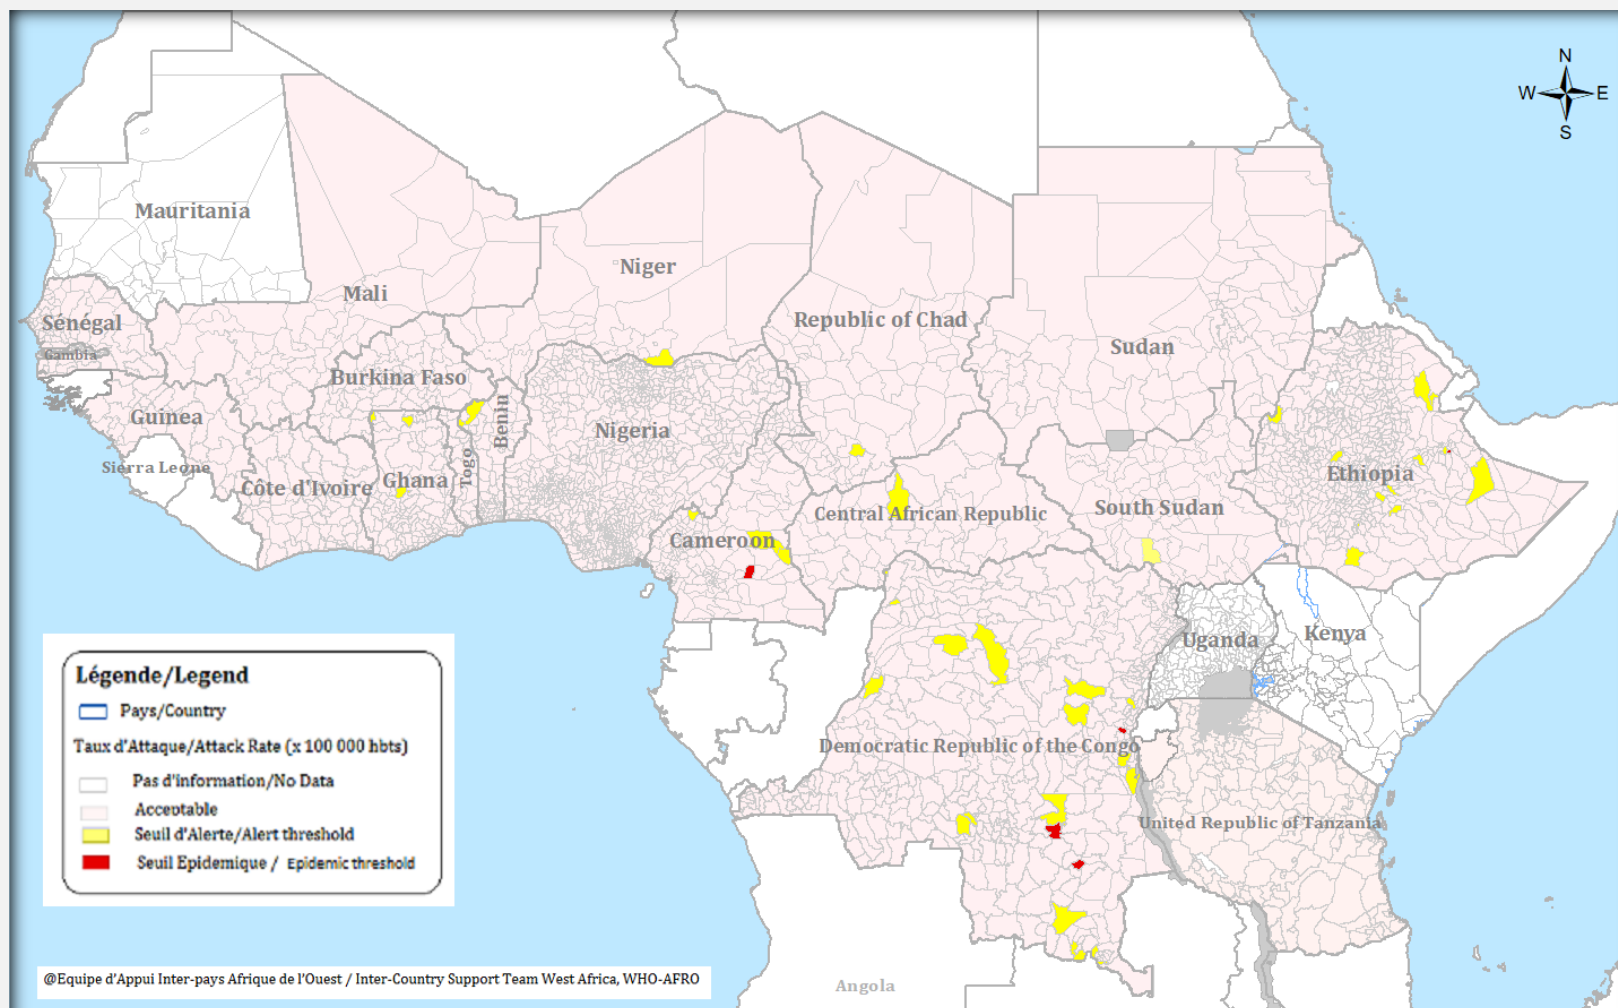 N
W E
S
Mauritania
Niger
Mali
Republic of Chad
Sénégal
Sudan
Gambia
Burkina Faso
Guinea
Benin
Nigeria
Sierra Leone
Togo
Ghana
Côte d'Ivoire
Ethiopia
South Sudan
Central African Republic
Cameroon
Uganda
Kenya
Democratic Republic of the Congo
United Republic of Tanzania
Angola
Légende/Legend
Pays/Country
Taux d'Attaque/Attack Rate (x 100 000 hbts)
Pas d'information/No Data
Acceptable
Seuil d'Alerte/Alert threshold
Seuil Epidemique / Epidemic threshold
@Equipe d'Appui Inter-pays Afrique de l'Ouest / Inter-Country Support Team West Africa, WHO-AFRO